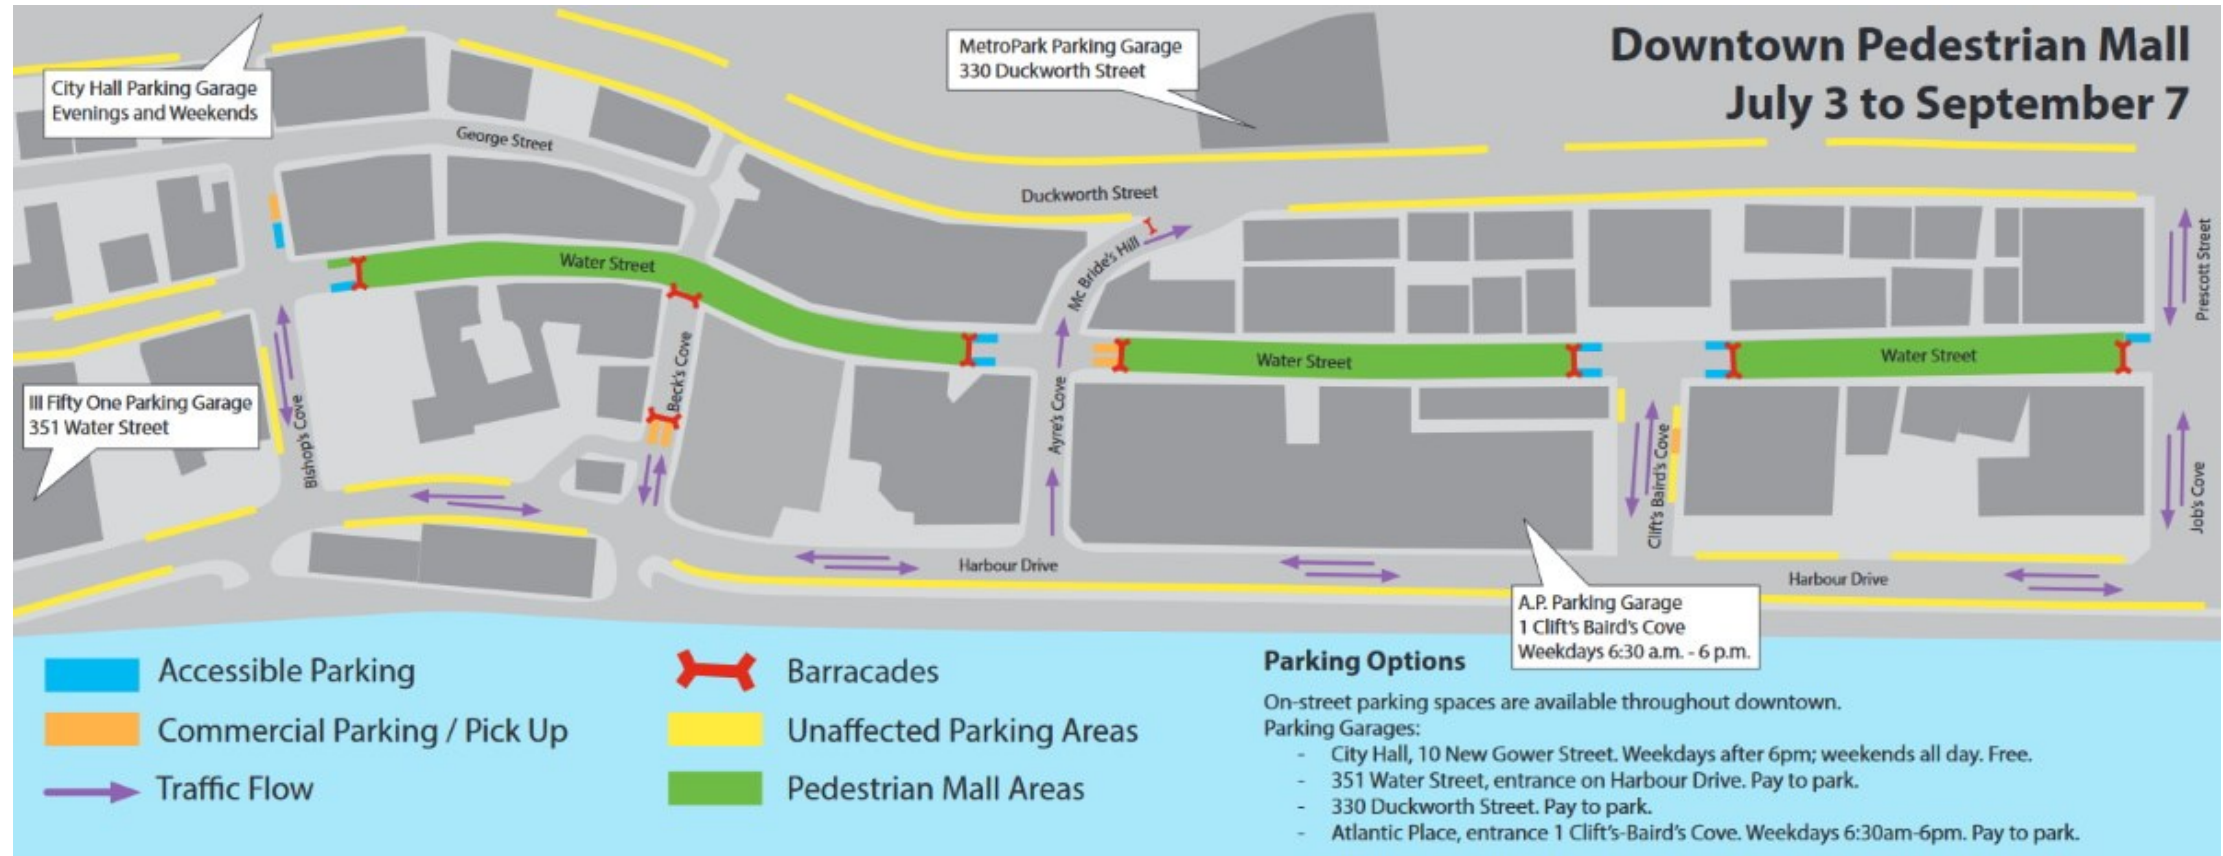 Downtown Pedestrian Mall
July 3 to September 7
City Hall Parking Garage
Evenings and Weekends
MetroPark Parking Garage
330 Duckworth Street
George Street
Duckworth Street
Mc Bride's Hill
Prescott Street
Water Street
Water Street
Water Street
III Fifty One Parking Garage
351 Water Street
Bishop's Cove
Beck's Cove
Ayre's Cove
Clift's Baird's Cove
Job's Cove
Harbour Drive
Harbour Drive
A.P. Parking Garage
1 Clift's Baird's Cove
Weekdays 6:30 a.m. - 6 p.m.
Accessible Parking
Commercial Parking / Pick Up
Traffic Flow
Barracades
Unaffected Parking Areas
Pedestrian Mall Areas
Parking Options
On-street parking spaces are available throughout downtown.
Parking Garages:
- City Hall, 10 New Gower Street. Weekdays after 6pm; weekends all day. Free.
- 351 Water Street, entrance on Harbour Drive. Pay to park.
- 330 Duckworth Street. Pay to park.
- Atlantic Place, entrance 1 Clift's-Baird's Cove. Weekdays 6:30am-6pm. Pay to park.